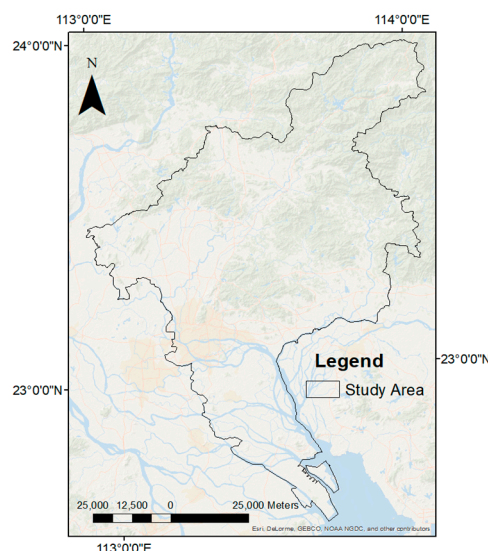 113°0'0"E 114°0'0"E
24°0'0"N
N
Legend
23°0'0"N
Study Area
23°0'0"N
25,000 12,500 0 25,000 Meters
Esri, DeLorme, GEBCO, NOAA NGDC, and other contributors
113°0'0"E